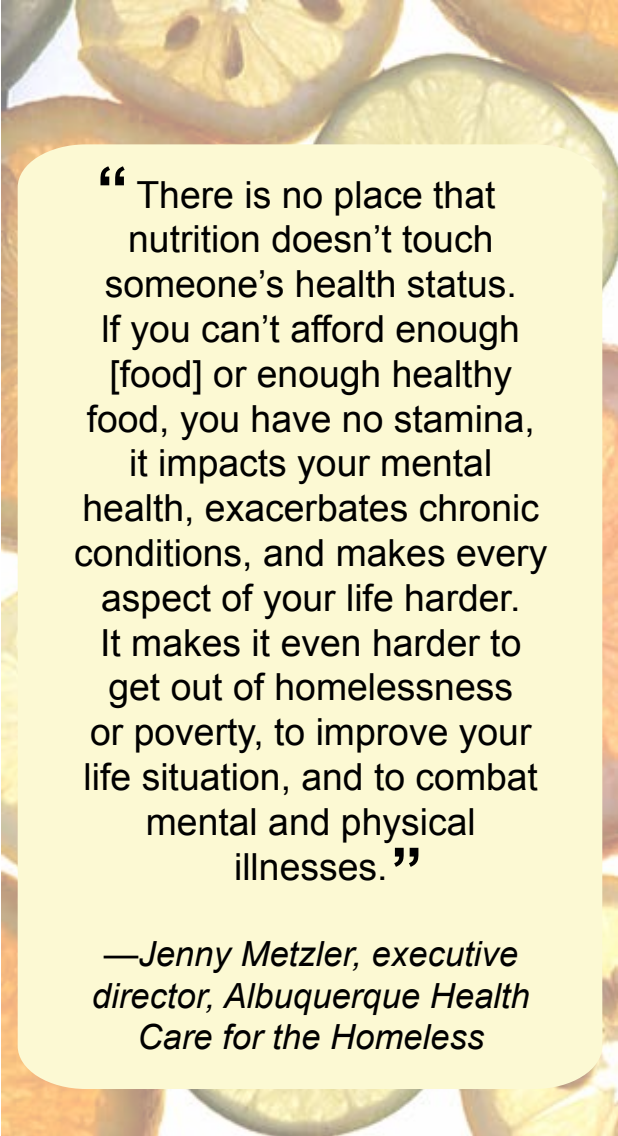 “ There is no place that
nutrition doesn’t touch
someone’s health status.
If you can’t afford enough
[food] or enough healthy
food, you have no stamina,
it impacts your mental
health, exacerbates chronic
conditions, and makes every
aspect of your life harder.
It makes it even harder to
get out of homelessness
or poverty, to improve your
life situation, and to combat
mental and physical
illnesses. ”
—Jenny Metzler, executive
director, Albuquerque Health
Care for the Homeless